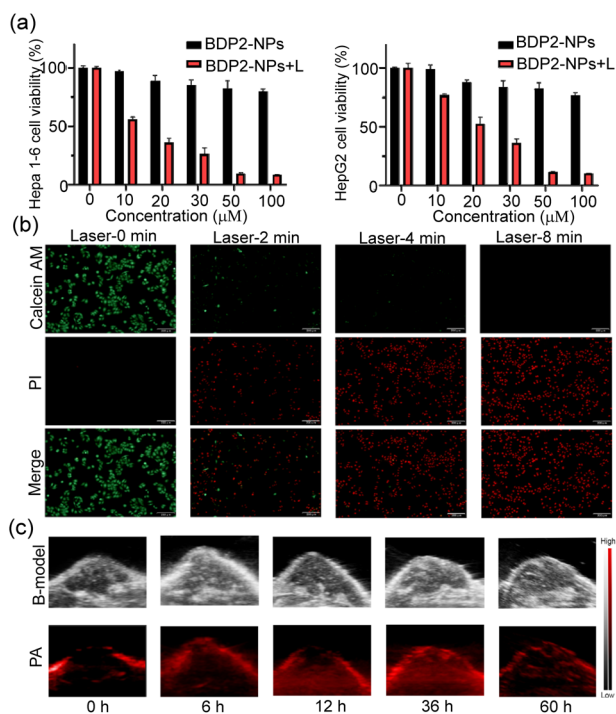 (a)
BDP2-NPs
BDP2-NPs+L
Hepa 1-6 cell viability (%)
100
50
0
0 10 20 30 50 100
Concentration (μM)
BDP2-NPs
BDP2-NPs+L
HepG2 cell viability (%)
100
50
0
0 10 20 30 50 100
Concentration (μM)
(b)
Laser-0 min Laser-2 min Laser-4 min Laser-8 min
Calcein AM
PI
Merge
(c)
B-model
PA
High
Low
0 h 6 h 12 h 36 h 60 h